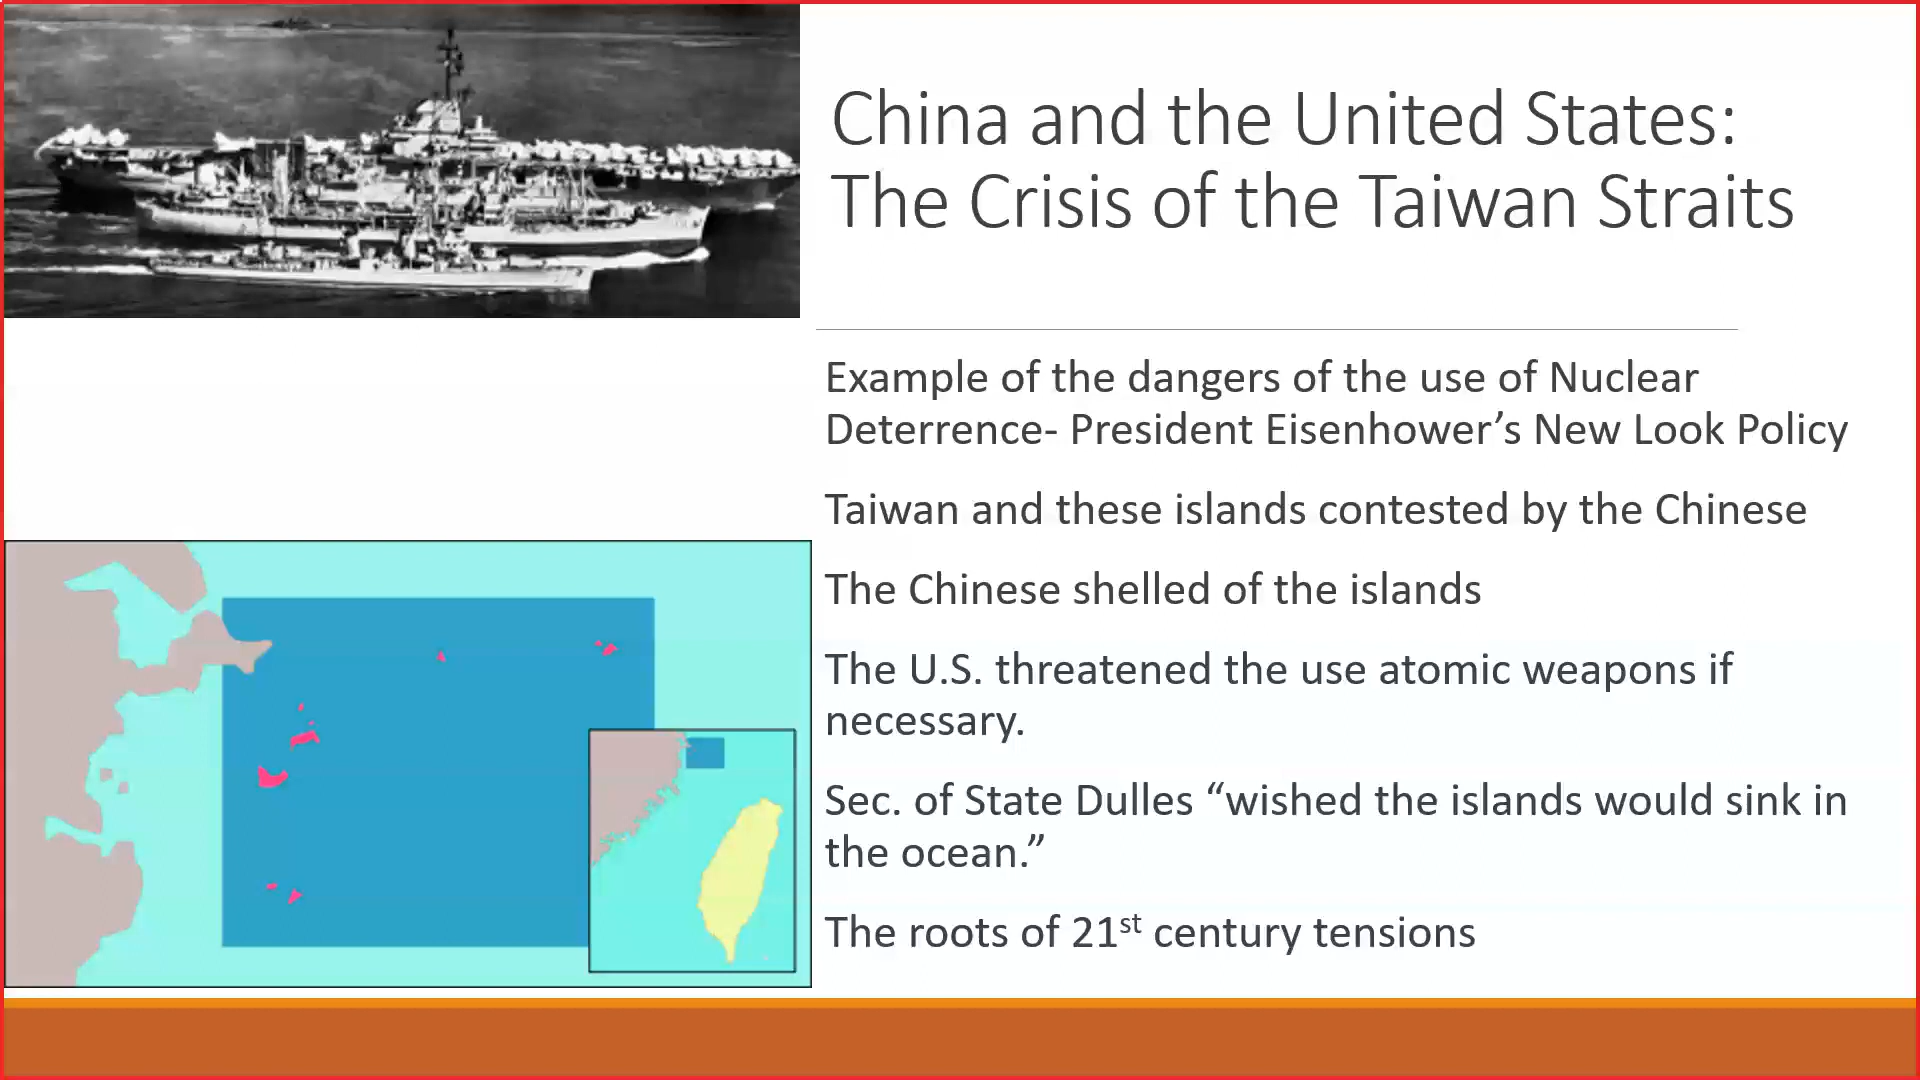 China and the United States:
The Crisis of the Taiwan Straits
Example of the dangers of the use of Nuclear
Deterrence- President Eisenhower’s New Look Policy
Taiwan and these islands contested by the Chinese
The Chinese shelled of the islands
The U.S. threatened the use atomic weapons if
necessary.
Sec. of State Dulles “wished the islands would sink in
the ocean.”
The roots of 21st century tensions